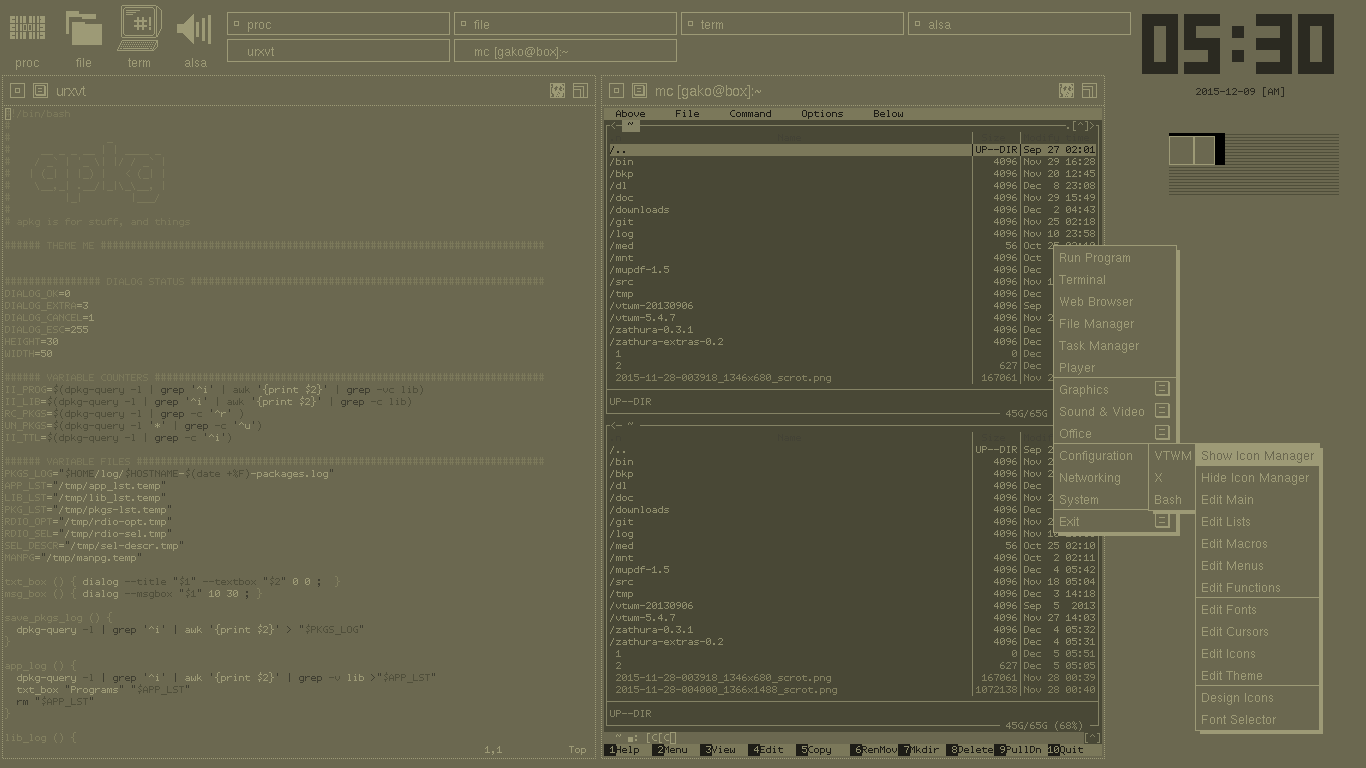 proc
file
term
alsa
proc
file
term
alsa
urxvt
mc [gako@box]:~
05:30
2015-12-09 [AM]
urxvt
#!/bin/bash
#
#
#
#
#
#
#
#
# apkg is for stuff, and things
###### THEME ME ##########################################################################
################ DIALOG STATUS ###########################################################
DIALOG_OK=0
DIALOG_EXTRA=3
DIALOG_CANCEL=1
DIALOG_ESC=255
HEIGHT=30
WIDTH=50
###### VARIABLE COUNTERS #################################################################
II_PROG=$(dpkg-query -l | grep '^i' | awk '{print $2}' | grep -vc lib)
II_LIB=$(dpkg-query -l | grep '^i' | awk '{print $2}' | grep -c lib)
RC_PKGS=$(dpkg-query -l | grep -c '^r' )
UN_PKGS=$(dpkg-query -l '*' | grep -c '^u')
II_TTL=$(dpkg-query -l | grep -c '^i')
###### VARIABLE FILES ####################################################################
PKGS_LOG="$HOME/log/$HOSTNAME-$(date +%F)-packages.log"
APP_LST="/tmp/app_lst.temp"
LIB_LST="/tmp/lib_lst.temp"
PKG_LST="/tmp/pkgs-lst.temp"
RDIO_OPT="/tmp/rdio-opt.tmp"
RDIO_SEL="/tmp/rdio-sel.tmp"
SEL_DESCR="/tmp/sel-descr.tmp"
MANPG="/tmp/manpg.temp"
txt_box () { dialog --title "$1" --textbox "$2" 0 0 ;  }
msg_box () { dialog --msgbox "$1" 10 30 ; }
save_pkgs_log () {
dpkg-query -l | grep '^i' | awk '{print $2}' > "$PKGS_LOG"
}
app_log () {
dpkg-query -l | grep '^i' | awk '{print $2}' | grep -v lib >"$APP_LST"
txt_box "Programs" "$APP_LST"
rm "$APP_LST"
}
lib_log () {
1,1 Top
mc [gako@box]:~
Above File Command Options Below
~ .[^]
/.. UP--DIR Sep 27 02:01
/bin 4096 Nov 29 16:28
/bkp 4096 Nov 20 12:45
/dl 4096 Dec  8 23:08
/doc 4096 Nov 29 15:49
/downloads 4096 Dec  2 04:43
/git 4096 Nov 25 02:18
/log 4096 Nov 10 23:58
/med 56 Oct
/mnt 4096 Oct
/mupdf-1.5 4096 Dec
/src 4096 Nov 1
/tmp 4096 Dec
/vtwm-20130906 4096 Sep
/vtwm-5.4.7 4096 Nov 2
/zathura-0.3.1 4096 Dec
/zathura-extras-0.2 4096 Dec
1 0 Dec
2 627 Dec
2015-11-28-003918_1346x680_scrot.png 167061 Nov 2
UP--DIR
45G/65G
~
/.. UP--DIR Sep 2
/bin 4096 Nov 2
/bkp 4096 Nov 2
/dl 4096 Dec
/doc 4096 Nov 2
/downloads 4096 Dec
/git 4096 Nov 2
/log 4096 Nov
/med 56 Oct 25 02:10
/mnt 4096 Oct  2 02:11
/mupdf-1.5 4096 Dec  4 05:42
/src 4096 Nov 18 05:04
/tmp 4096 Dec  3 14:18
/vtwm-20130906 4096 Sep  5  2013
/vtwm-5.4.7 4096 Nov 27 14:03
/zathura-0.3.1 4096 Dec  4 05:32
/zathura-extras-0.2 4096 Dec  4 05:31
1 0 Dec  5 05:51
2 627 Dec  5 05:05
2015-11-28-003918_1346x680_scrot.png 167061 Nov 28 00:39
2015-11-28-004000_1366x1488_scrot.png 1072138 Nov 28 00:40
UP--DIR
45G/65G (68%)
~ : [C[C [^]
1Help 2Menu 3View 4Edit 5Copy 6RenMov 7Mkdir 8Delete 9PullDn 10Quit
Run Program
Terminal
Web Browser
File Manager
Task Manager
Player
Graphics
Sound & Video
Office
Configuration
Networking
System
Exit
VTWM
X
Bash
Show Icon Manager
Hide Icon Manager
Edit Main
Edit Lists
Edit Macros
Edit Menus
Edit Functions
Edit Fonts
Edit Cursors
Edit Icons
Edit Theme
Design Icons
Font Selector